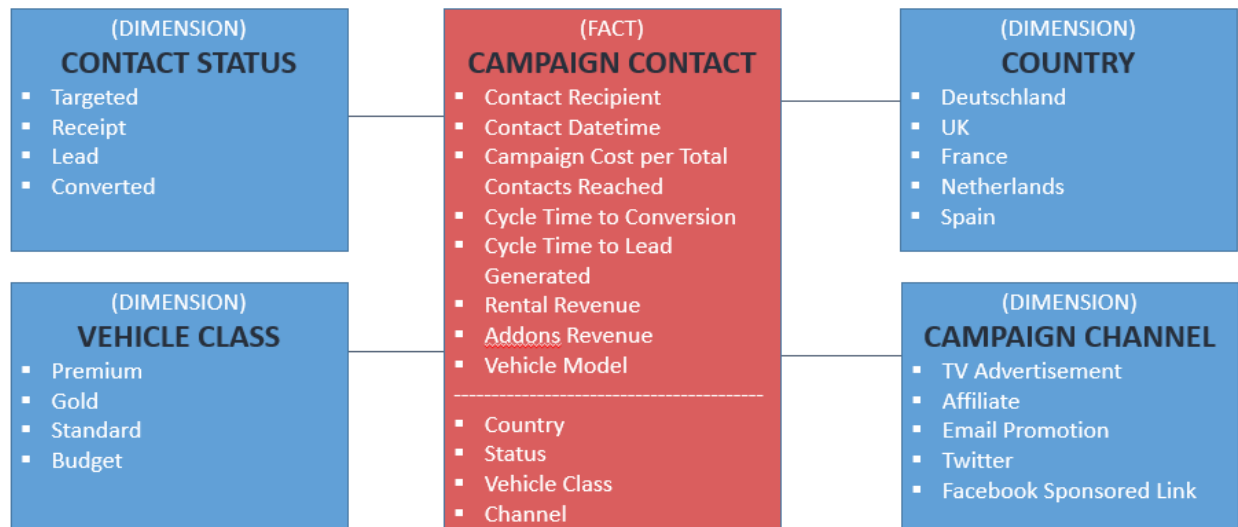 (DIMENSION)
CONTACT STATUS
▪ Targeted
▪ Receipt
▪ Lead
▪ Converted
(DIMENSION)
VEHICLE CLASS
▪ Premium
▪ Gold
▪ Standard
▪ Budget
(FACT)
CAMPAIGN CONTACT
▪ Contact Recipient
▪ Contact Datetime
▪ Campaign Cost per Total
Contacts Reached
▪ Cycle Time to Conversion
▪ Cycle Time to Lead
Generated
▪ Rental Revenue
▪ Addons Revenue
▪ Vehicle Model
----------------------------------------
▪ Country
▪ Status
▪ Vehicle Class
▪ Channel
(DIMENSION)
COUNTRY
▪ Deutschland
▪ UK
▪ France
▪ Netherlands
▪ Spain
(DIMENSION)
CAMPAIGN CHANNEL
▪ TV Advertisement
▪ Affiliate
▪ Email Promotion
▪ Twitter
▪ Facebook Sponsored Link